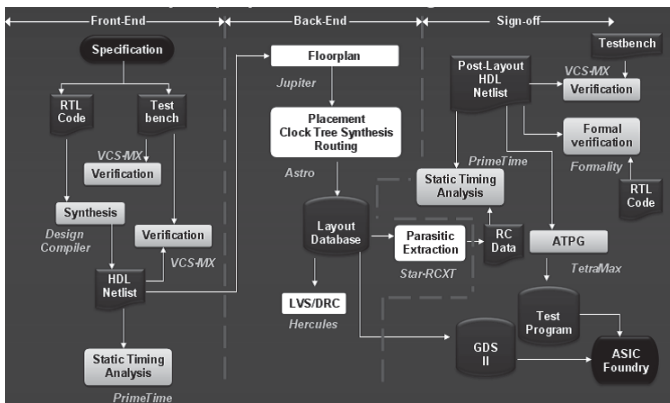 Front-End
Back-End
Sign-off
Specification
RTL
Code
Test
bench
VCS-MX
Verification
Synthesis
Design
Compiler
Verification
VCS-MX
HDL
Netlist
Static Timing
Analysis
PrimeTime
Floorplan
Jupiter
Placement
Clock Tree Synthesis
Routing
Astro
Layout
Database
LVS/DRC
Hercules
Parasitic
Extraction
Star-RCXT
RC
Data
Static Timing
Analysis
PrimeTime
Post-Layout
HDL
Netlist
Testbench
VCS-MX
Verification
Formal
verification
Formality
RTL
Code
ATPG
TetraMax
Test
Program
GDS
II
ASIC
Foundry